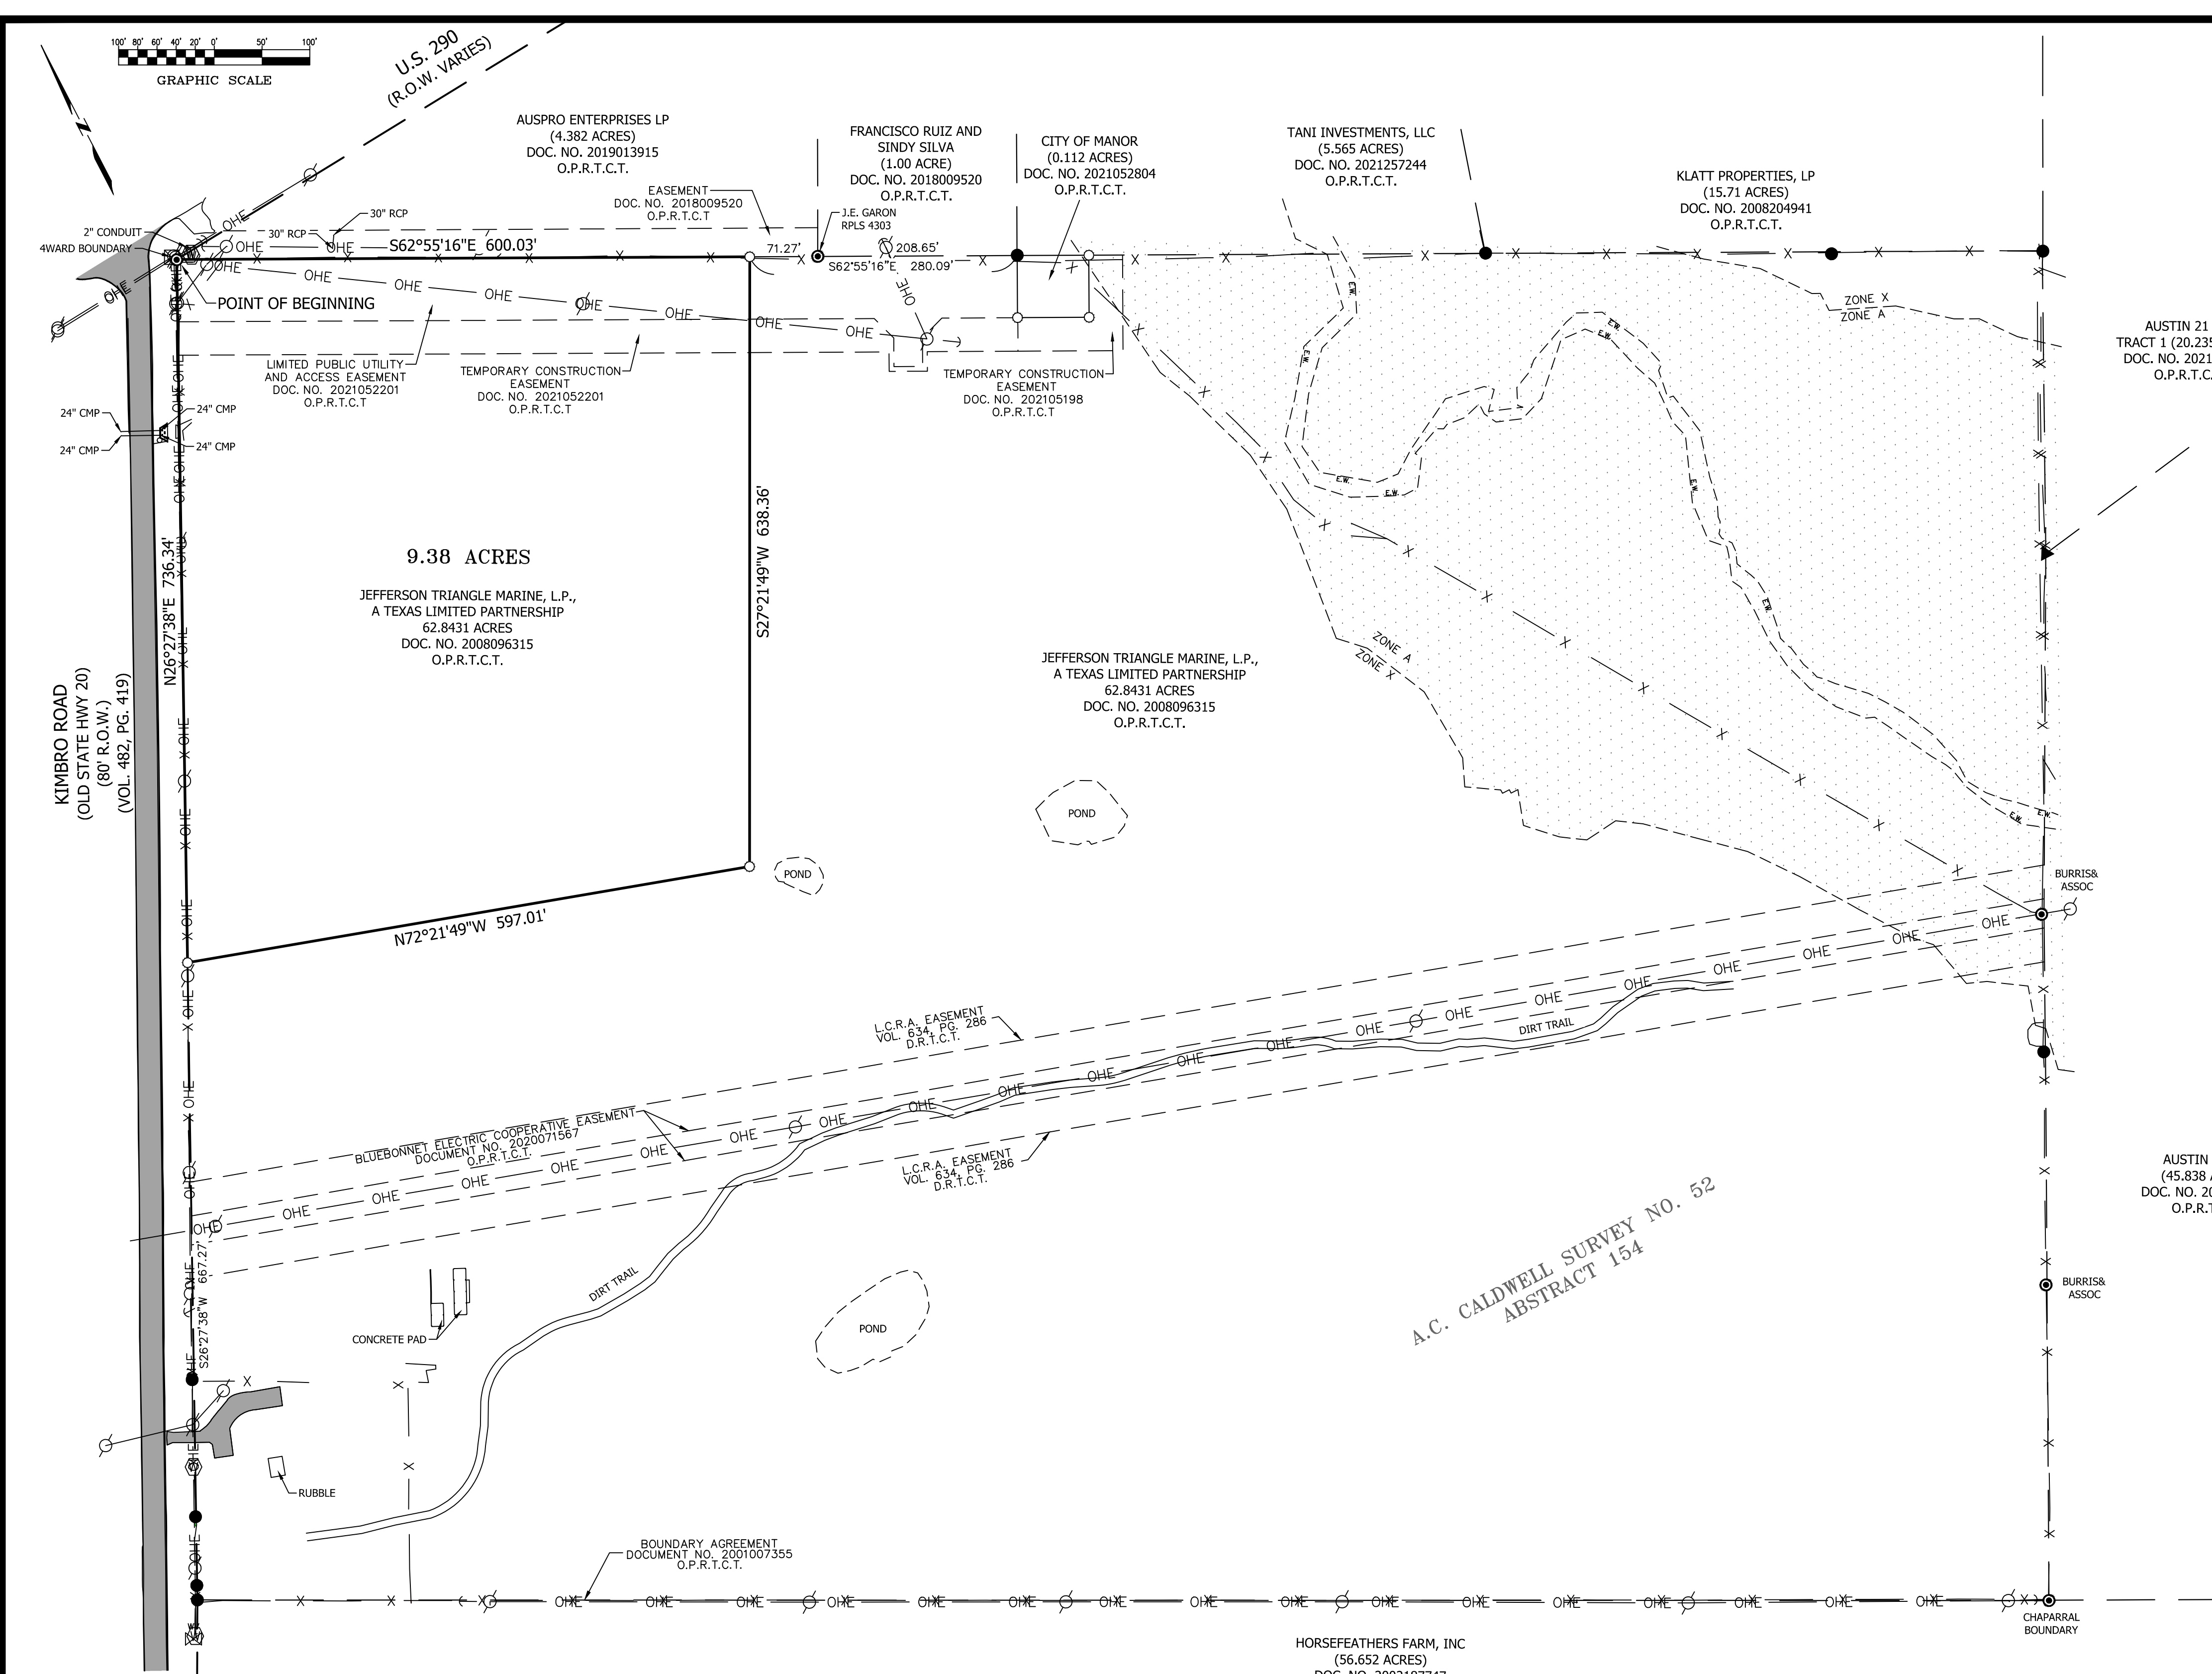 100' 80' 60' 40' 20' 0' 50' 100'
GRAPHIC SCALE
N
U.S. 290
(R.O.W. VARIES)
AUSPRO ENTERPRISES LP
(4.382 ACRES)
DOC. NO. 2019013915
O.P.R.T.C.T.
FRANCISCO RUIZ AND
SINDY SILVA
(1.00 ACRE)
DOC. NO. 2018009520
O.P.R.T.C.T.
CITY OF MANOR
(0.112 ACRES)
DOC. NO. 2021052804
O.P.R.T.C.T.
TANI INVESTMENTS, LLC
(5.565 ACRES)
DOC. NO. 2021257244
O.P.R.T.C.T.
KLATT PROPERTIES, LP
(15.71 ACRES)
DOC. NO. 2008204941
O.P.R.T.C.T.
EASEMENT
DOC. NO. 2018009520
O.P.R.T.C.T
J.E. GARON
RPLS 4303
30" RCP
30" RCP
2" CONDUIT
4WARD BOUNDARY
S62°55'16"E 600.03'
71.27'
208.65'
S62°55'16"E 280.09'
POINT OF BEGINNING
ZONE X
ZONE A
AUSTIN 21
TRACT 1 (20.235
DOC. NO. 2021
O.P.R.T.C.
LIMITED PUBLIC UTILITY
AND ACCESS EASEMENT
DOC. NO. 2021052201
O.P.R.T.C.T
TEMPORARY CONSTRUCTION
EASEMENT
DOC. NO. 2021052201
O.P.R.T.C.T
TEMPORARY CONSTRUCTION
EASEMENT
DOC. NO. 202105198
O.P.R.T.C.T
24" CMP
24" CMP
24" CMP
24" CMP
N26°27'38"E 736.34'
S27°21'49"W 638.36'
9.38 ACRES
JEFFERSON TRIANGLE MARINE, L.P.,
A TEXAS LIMITED PARTNERSHIP
62.8431 ACRES
DOC. NO. 2008096315
O.P.R.T.C.T.
JEFFERSON TRIANGLE MARINE, L.P.,
A TEXAS LIMITED PARTNERSHIP
62.8431 ACRES
DOC. NO. 2008096315
O.P.R.T.C.T.
ZONE A
ZONE X
KIMBRO ROAD
(OLD STATE HWY 20)
(80' R.O.W.)
(VOL. 482, PG. 419)
POND
POND
N72°21'49"W 597.01'
BURRIS&
ASSOC
L.C.R.A. EASEMENT
VOL. 634, PG. 286
D.R.T.C.T.
DIRT TRAIL
BLUEBONNET ELECTRIC COOPERATIVE EASEMENT
DOCUMENT NO. 2020071567
O.P.R.T.C.T.
L.C.R.A. EASEMENT
VOL. 634, PG. 286
D.R.T.C.T.
AUSTIN
(45.838
DOC. NO.
O.P.R.
A.C. CALDWELL SURVEY NO. 52
ABSTRACT 154
S26°27'38"W 667.27'
DIRT TRAIL
CONCRETE PAD
POND
BURRIS&
ASSOC
RUBBLE
BOUNDARY AGREEMENT
DOCUMENT NO. 2001007355
O.P.R.T.C.T.
CHAPARRAL
BOUNDARY
HORSEFEATHERS FARM, INC
(56.652 ACRES)